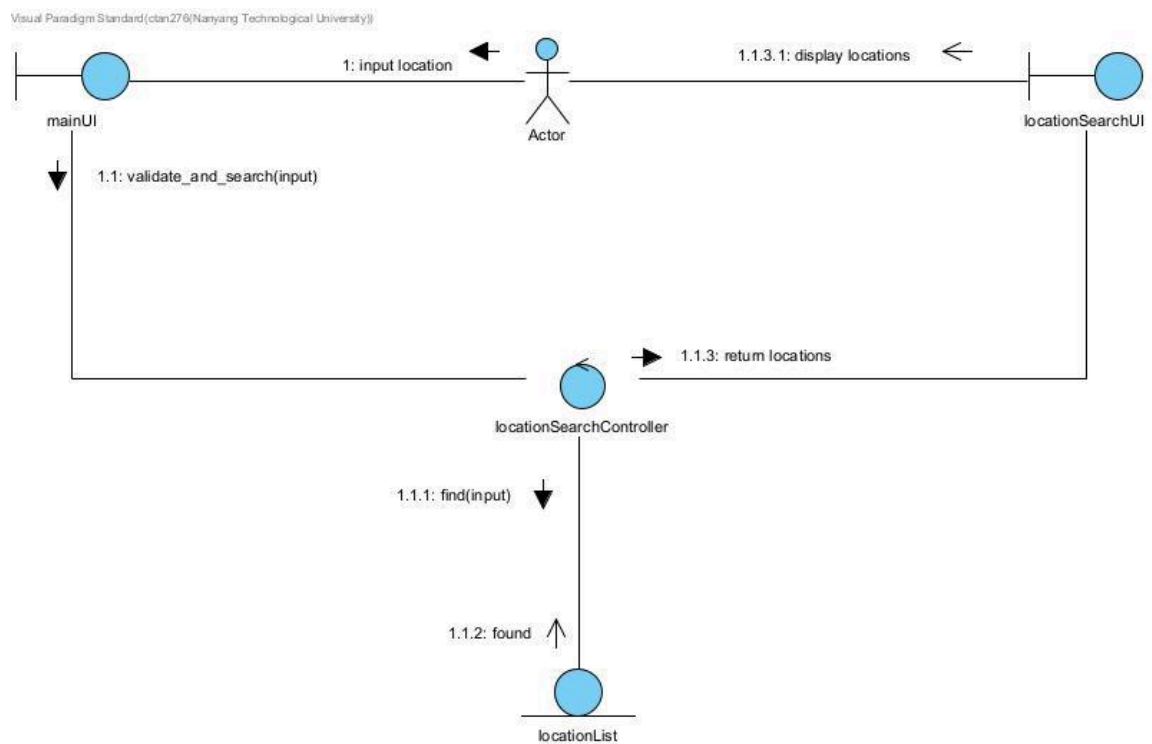 Visual Paradigm Standard(ctan276(Nanyang Technological University))
1: input location
1.1.3.1: display locations
mainUI
Actor
locationSearchUI
1.1: validate_and_search(input)
1.1.3: return locations
locationSearchController
1.1.1: find(input)
1.1.2: found
locationList